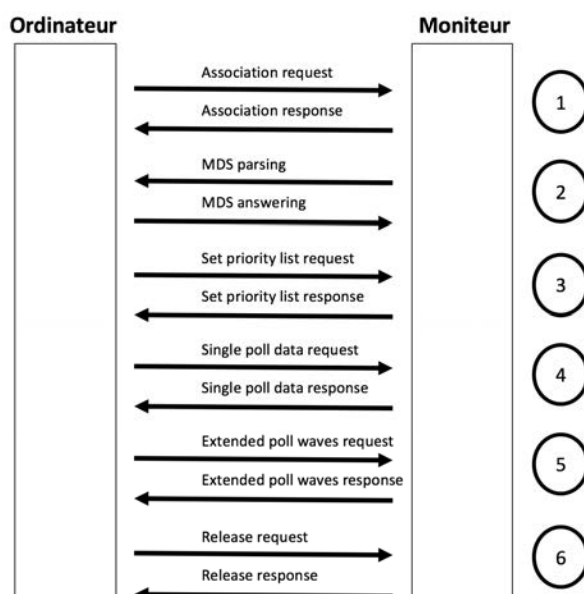 Ordinateur Moniteur
Association request
1
Association response
MDS parsing
2
MDS answering
Set priority list request
3
Set priority list response
Single poll data request
4
Single poll data response
Extended poll waves request
5
Extended poll waves response
Release request
6
Release response